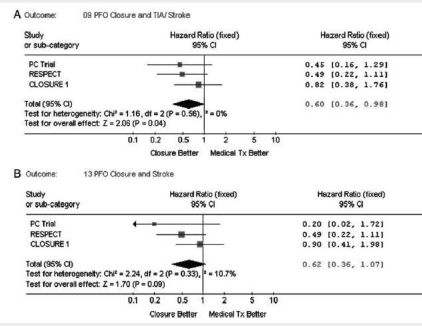 A Outcome: 09 PFO Closure and TIA/ Stroke
Study or sub-category Hazard Ratio (fixed) 95% CI Hazard Ratio (fixed) 95% CI
PC Trial 0.45 [0.16, 1.29]
RESPECT 0.49 [0.22, 1.11]
CLOSURE 1 0.82 [0.38, 1.76]
Total (95% CI) 0.60 [0.36, 0.98]
Test for heterogeneity: Chi² = 1.16, df = 2 (P = 0.56), ² = 0%
Test for overall effect: Z = 2.06 (P = 0.04)
0.1 0.2 0.5 1 2 5 10
Closure Better Medical Tx Better
B Outcome: 13 PFO Closure and Stroke
Study or sub-category Hazard Ratio (fixed) 95% CI Hazard Ratio (fixed) 95% CI
PC Trial 0.20 [0.02, 1.72]
RESPECT 0.49 [0.22, 1.11]
CLOSURE 1 0.90 [0.41, 1.98]
Total (95% CI) 0.62 [0.36, 1.07]
Test for heterogeneity: Chi² = 2.24, df = 2 (P = 0.33), ² = 10.7%
Test for overall effect: Z = 1.70 (P = 0.09)
0.1 0.2 0.5 1 2 5 10
Closure Better Medical Tx Better